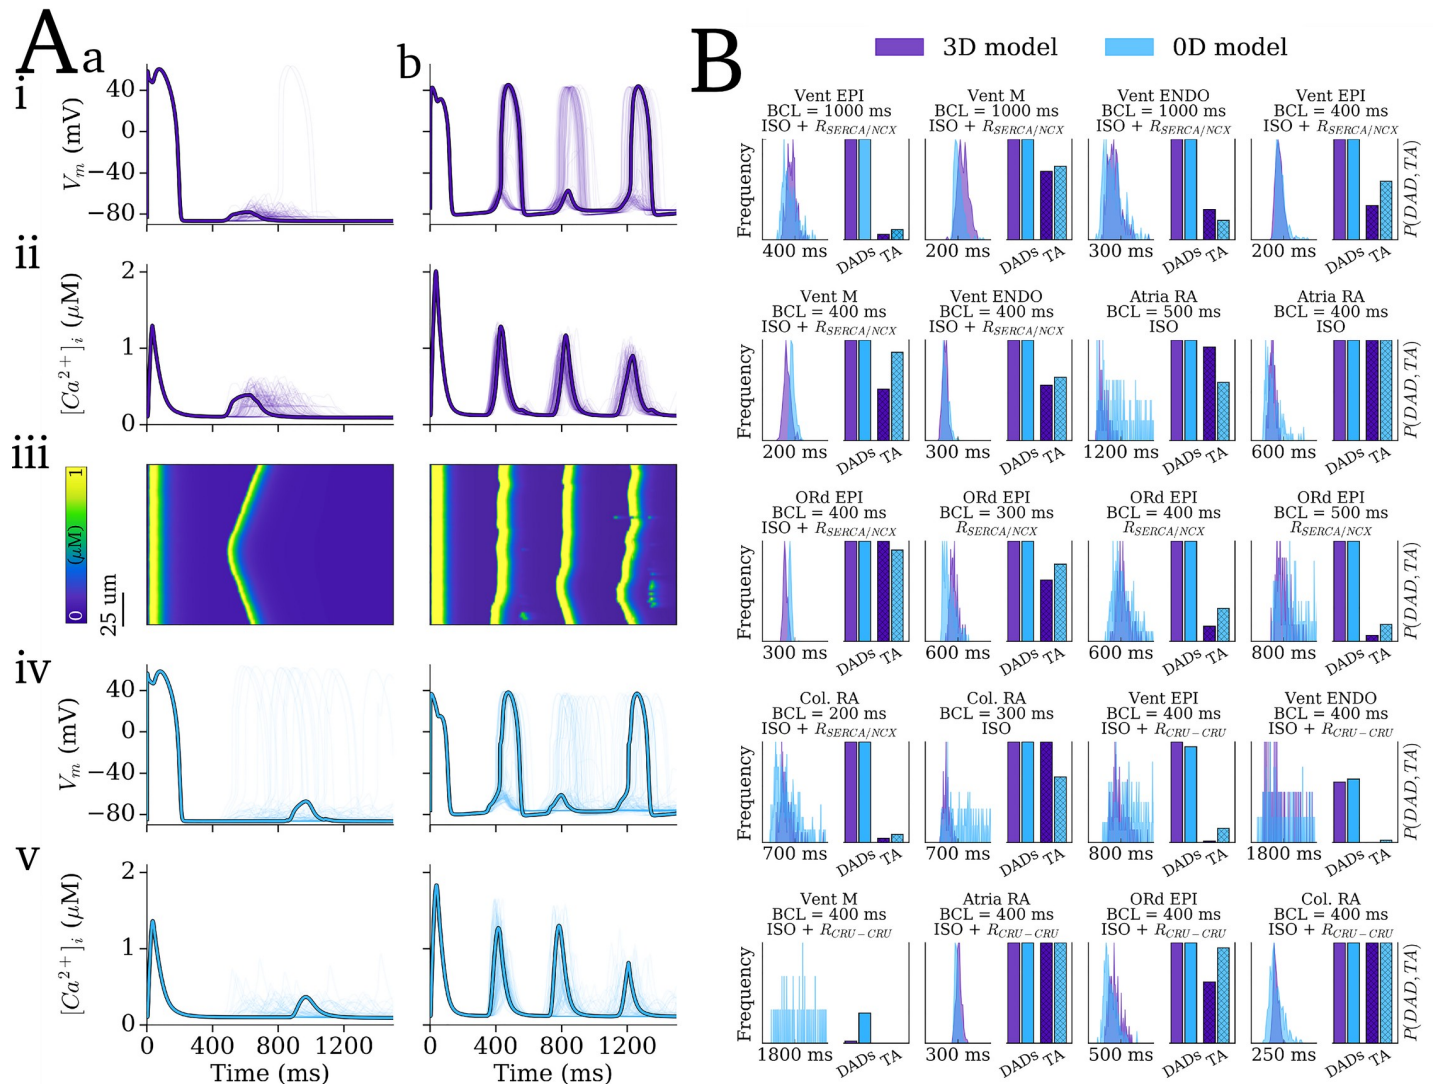 A a
b
i
V_m (mV)
40
0
−40
−80
ii
[Ca²⁺]_i (μM)
2
1
0
iii
1
(μM)
0
25 um
iv
V_m (mV)
40
0
−40
−80
v
[Ca²⁺]_i (μM)
2
1
0
0 400 800 1200
0 400 800 1200
Time (ms)
Time (ms)
B
3D model
0D model
Vent EPI
BCL = 1000 ms
ISO + R_SERCA/NCX
Frequency
400 ms
DADs TA
Vent M
BCL = 1000 ms
ISO + R_SERCA/NCX
200 ms
DADs TA
Vent ENDO
BCL = 1000 ms
ISO + R_SERCA/NCX
300 ms
DADs TA
Vent EPI
BCL = 400 ms
ISO + R_SERCA/NCX
200 ms
DADs TA
P(DAD, TA)
Vent M
BCL = 400 ms
ISO + R_SERCA/NCX
Frequency
200 ms
DADs TA
Vent ENDO
BCL = 400 ms
ISO + R_SERCA/NCX
300 ms
DADs TA
Atria RA
BCL = 500 ms
ISO
1200 ms
DADs TA
Atria RA
BCL = 400 ms
ISO
600 ms
DADs TA
P(DAD, TA)
ORd EPI
BCL = 400 ms
ISO + R_SERCA/NCX
Frequency
300 ms
DADs TA
ORd EPI
BCL = 300 ms
R_SERCA/NCX
600 ms
DADs TA
ORd EPI
BCL = 400 ms
R_SERCA/NCX
600 ms
DADs TA
ORd EPI
BCL = 500 ms
R_SERCA/NCX
800 ms
DADs TA
P(DAD, TA)
Col. RA
BCL = 200 ms
ISO + R_SERCA/NCX
Frequency
700 ms
DADs TA
Col. RA
BCL = 300 ms
ISO
700 ms
DADs TA
Vent EPI
BCL = 400 ms
ISO + R_CRU−CRU
800 ms
DADs TA
Vent ENDO
BCL = 400 ms
ISO + R_CRU−CRU
1800 ms
DADs TA
P(DAD, TA)
Vent M
BCL = 400 ms
ISO + R_CRU−CRU
Frequency
1800 ms
DADs TA
Atria RA
BCL = 400 ms
ISO + R_CRU−CRU
300 ms
DADs TA
ORd EPI
BCL = 400 ms
ISO + R_CRU−CRU
500 ms
DADs TA
Col. RA
BCL = 400 ms
ISO + R_CRU−CRU
250 ms
DADs TA
P(DAD, TA)